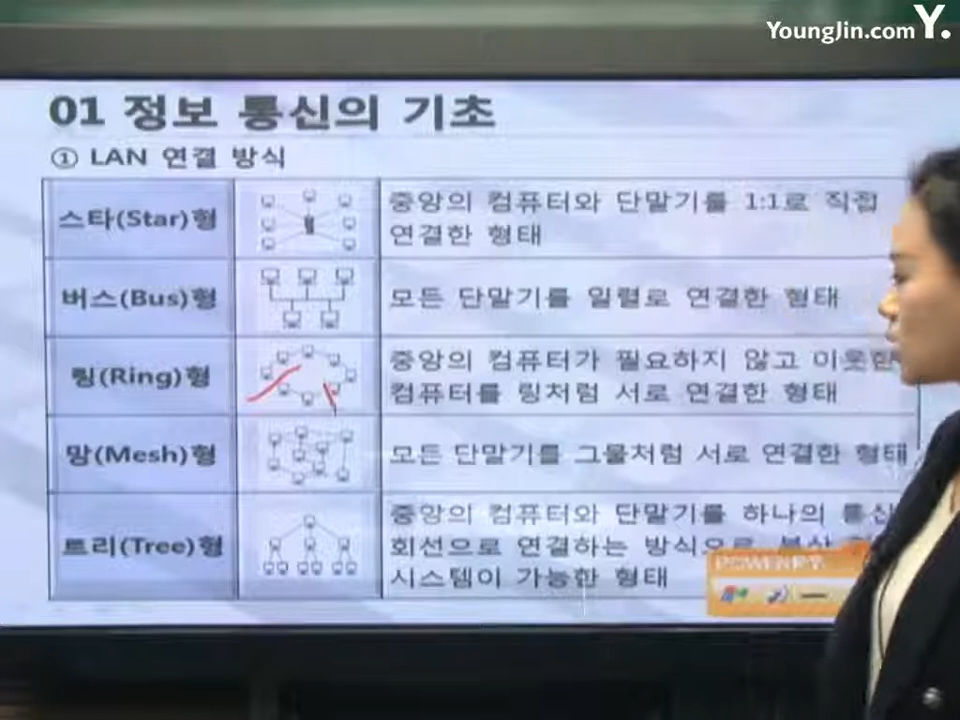 YoungJin.com Y.
01 정보 통신의 기초
① LAN 연결 방식
스타(Star)형
중앙의 컴퓨터와 단말기를 1:1로 직접
연결한 형태
버스(Bus)형
모든 단말기를 일렬로 연결한 형태
링(Ring)형
중앙의 컴퓨터가 필요하지 않고 이웃한
컴퓨터를 링처럼 서로 연결한 형태
망(Mesh)형
모든 단말기를 그물처럼 서로 연결한 형태
트리(Tree)형
중앙의 컴퓨터와 단말기를 하나의 통신
회선으로 연결하는 방식으로 분산
시스템이 가능한 형태